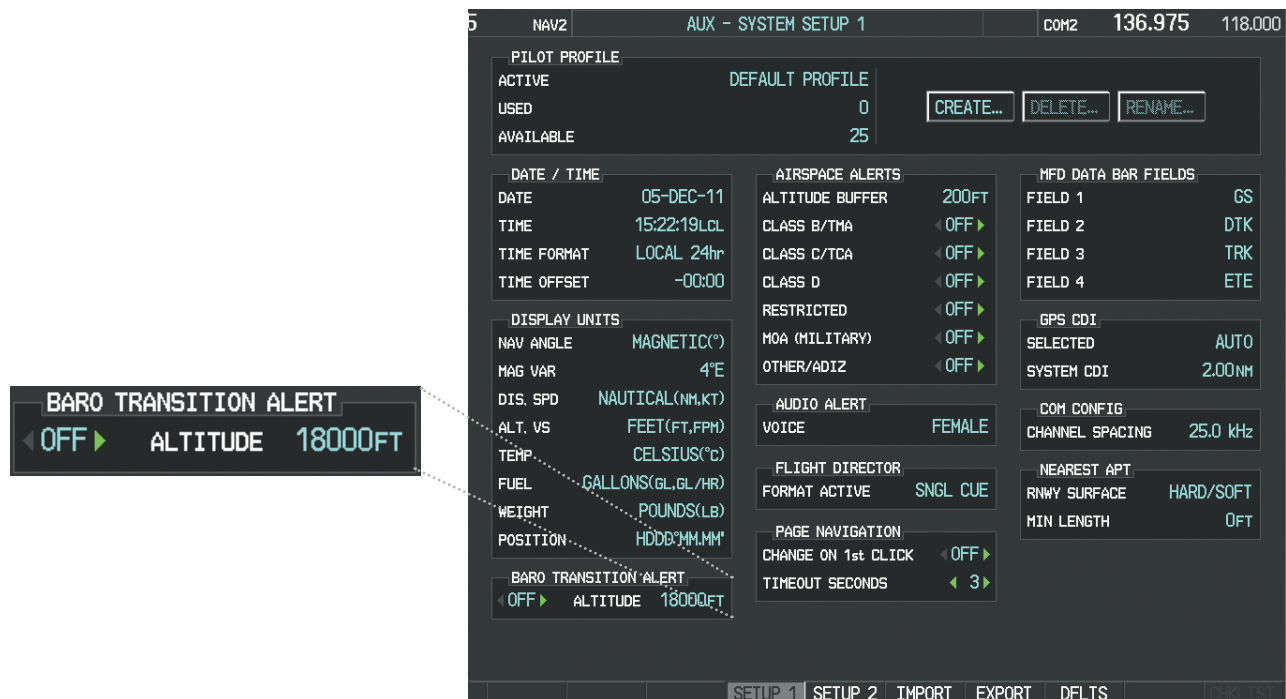 5 NAV2 AUX - SYSTEM SETUP 1 COM2 136.975 118.000
PILOT PROFILE
ACTIVE DEFAULT PROFILE
USED 0
AVAILABLE 25
CREATE... DELETE... RENAME...
DATE / TIME
DATE 05-DEC-11
TIME 15:22:19LCL
TIME FORMAT LOCAL 24hr
TIME OFFSET -00:00
DISPLAY UNITS
NAV ANGLE MAGNETIC(°)
MAG VAR 4°E
DIS, SPD NAUTICAL(NM,KT)
ALT, VS FEET(FT,FPM)
TEMP CELSIUS(°C)
FUEL GALLONS(GL,GL/HR)
WEIGHT POUNDS(LB)
POSITION HDDD°MM.MM'
BARO TRANSITION ALERT
OFF ALTITUDE 18000FT
AIRSPACE ALERTS
ALTITUDE BUFFER 200FT
CLASS B/TMA OFF
CLASS C/TCA OFF
CLASS D OFF
RESTRICTED OFF
MOA (MILITARY) OFF
OTHER/ADIZ OFF
AUDIO ALERT
VOICE FEMALE
FLIGHT DIRECTOR
FORMAT ACTIVE SNGL CUE
PAGE NAVIGATION
CHANGE ON 1st CLICK OFF
TIMEOUT SECONDS 3
MFD DATA BAR FIELDS
FIELD 1 GS
FIELD 2 DTK
FIELD 3 TRK
FIELD 4 ETE
GPS CDI
SELECTED AUTO
SYSTEM CDI 2.00NM
COM CONFIG
CHANNEL SPACING 25.0 kHz
NEAREST APT
RNWY SURFACE HARD/SOFT
MIN LENGTH 0FT
BARO TRANSITION ALERT
OFF ALTITUDE 18000FT
SETUP 1 SETUP 2 IMPORT EXPORT DFLTS